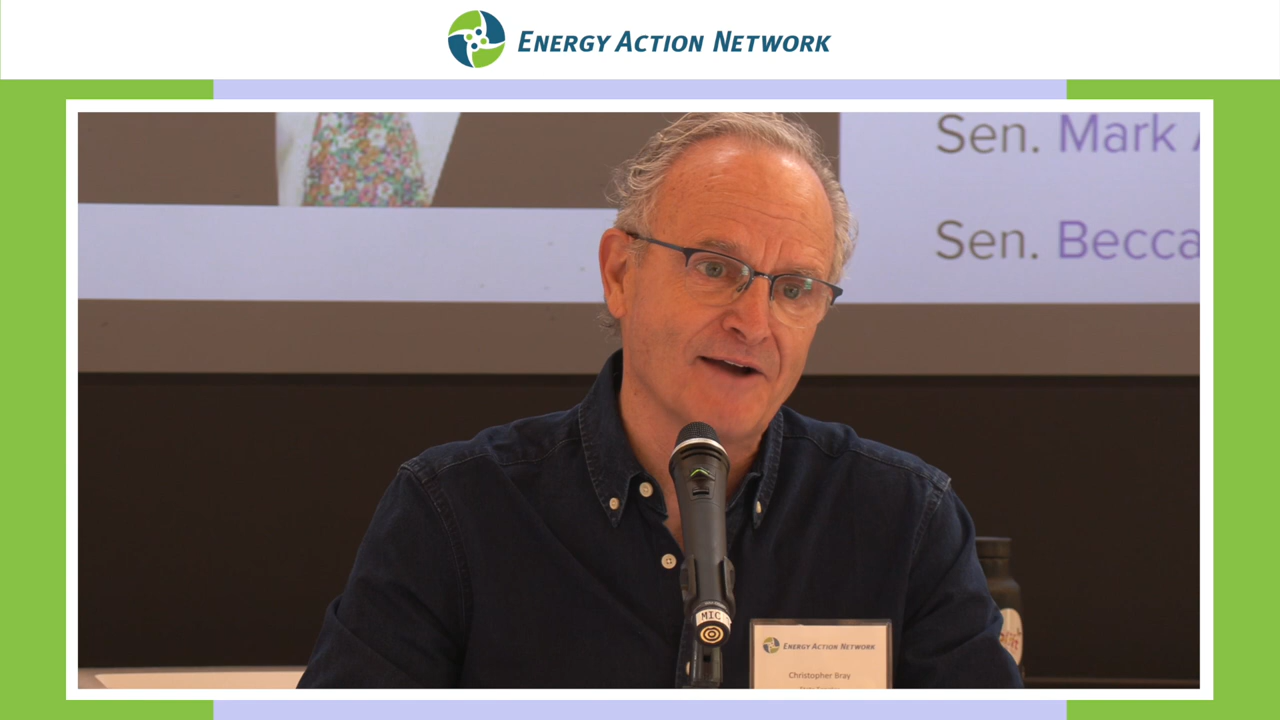 ENERGY ACTION NETWORK
Sen. Mark
Sen. Becca
MIC
ENERGY ACTION NETWORK
Christopher Bray